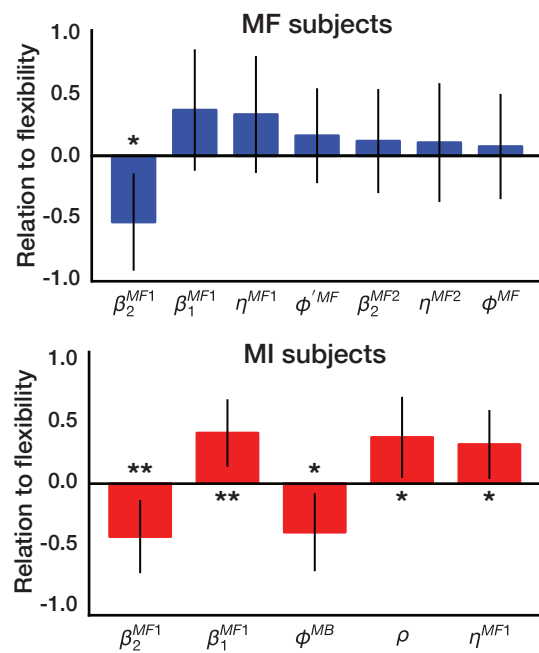 MF subjects
Relation to flexibility
1.0
0.5
0.0
-0.5
-1.0
*
β₂^MF1 β₁^MF1 η^MF1 ϕ′^MF β₂^MF2 η^MF2 ϕ^MF
MI subjects
Relation to flexibility
1.0
0.5
0.0
-0.5
-1.0
** ** * * *
β₂^MF1 β₁^MF1 ϕ^MB ρ η^MF1